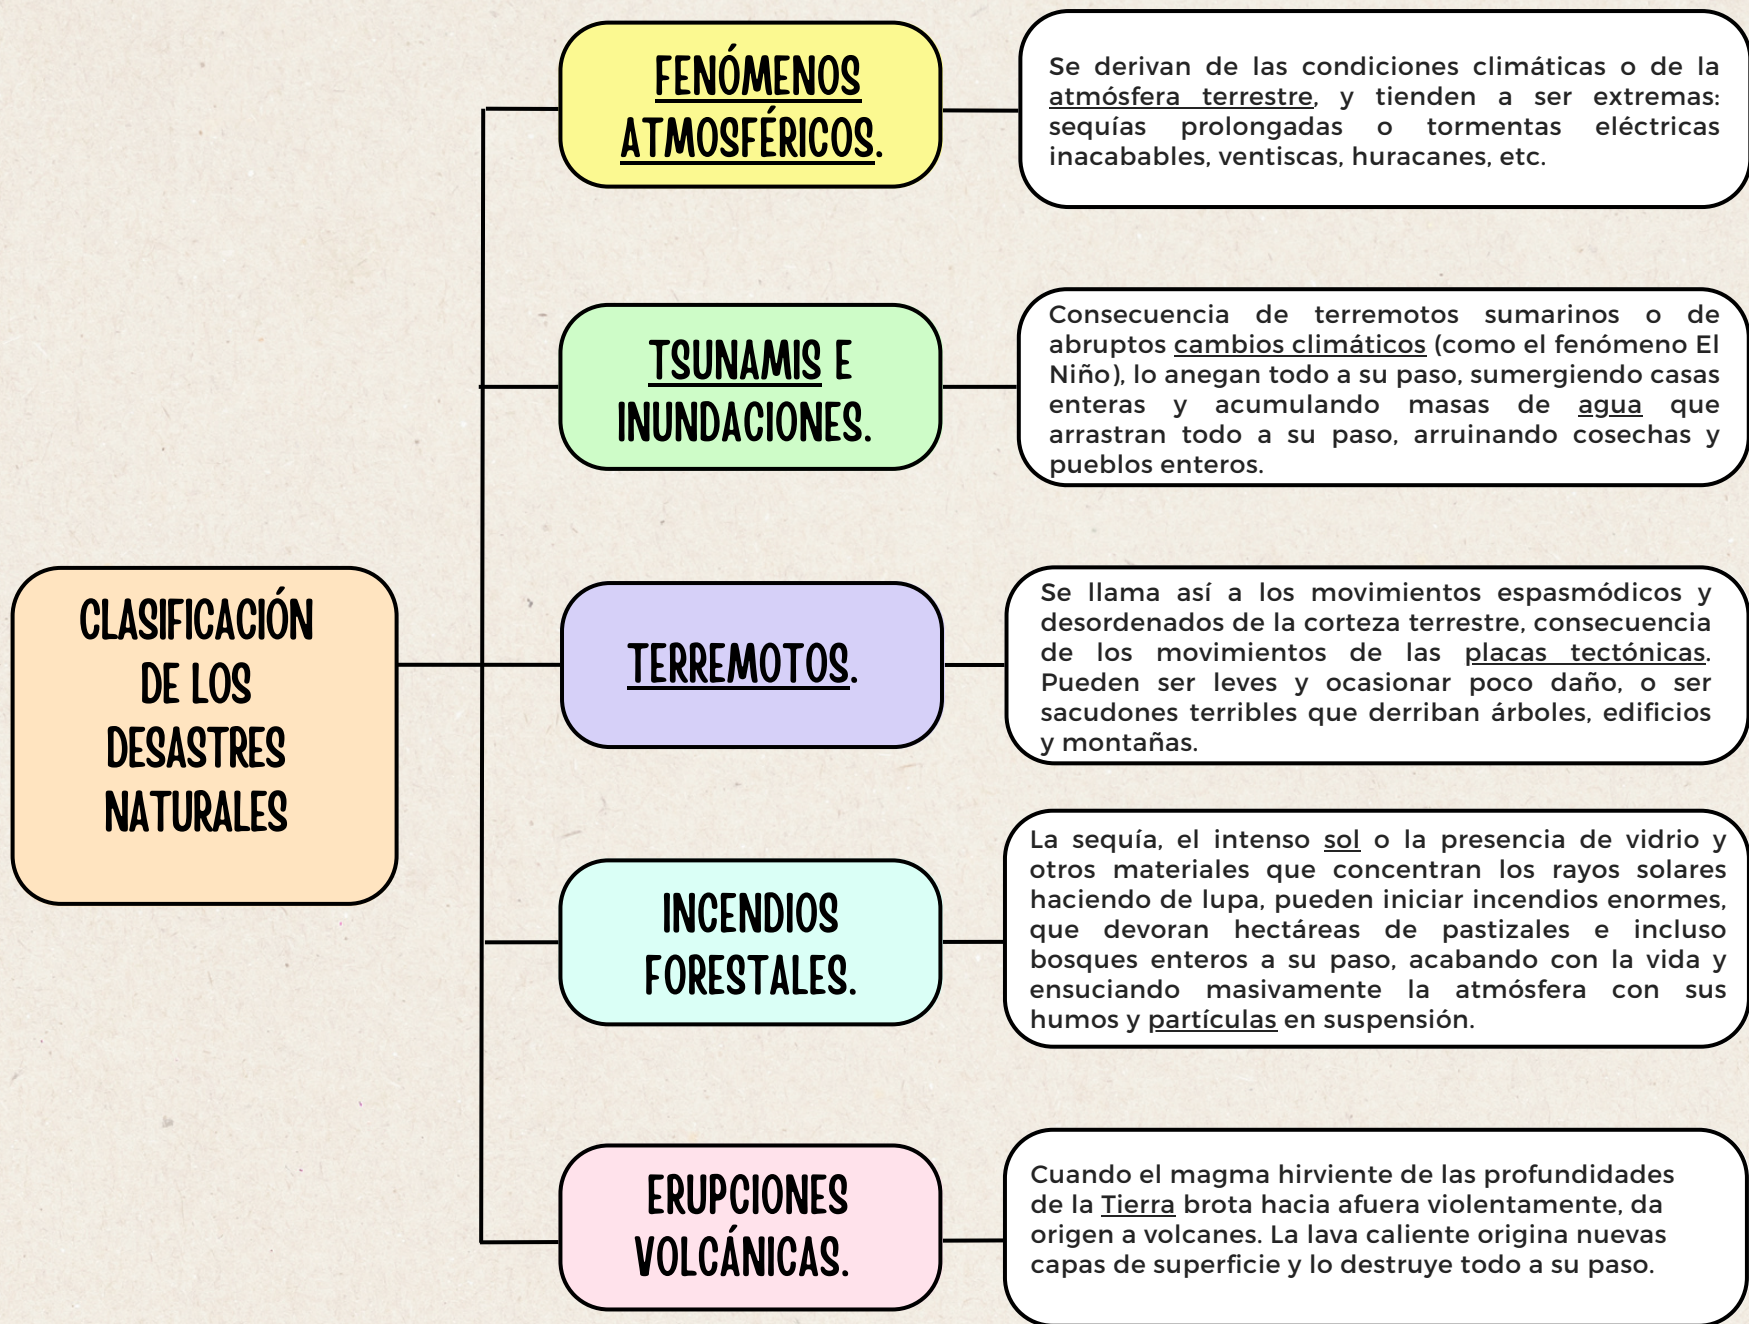 FENÓMENOS
ATMOSFÉRICOS.
Se derivan de las condiciones climáticas o de la
atmósfera terrestre, y tienden a ser extremas:
sequías prolongadas o tormentas eléctricas
inacabables, ventiscas, huracanes, etc.
TSUNAMIS E
INUNDACIONES.
Consecuencia de terremotos sumarinos o de
abruptos cambios climáticos (como el fenómeno El
Niño), lo anegan todo a su paso, sumergiendo casas
enteras y acumulando masas de agua que
arrastran todo a su paso, arruinando cosechas y
pueblos enteros.
CLASIFICACIÓN
DE LOS
DESASTRES
NATURALES
TERREMOTOS.
Se llama así a los movimientos espasmódicos y
desordenados de la corteza terrestre, consecuencia
de los movimientos de las placas tectónicas.
Pueden ser leves y ocasionar poco daño, o ser
sacudones terribles que derriban árboles, edificios
y montañas.
INCENDIOS
FORESTALES.
La sequía, el intenso sol o la presencia de vidrio y
otros materiales que concentran los rayos solares
haciendo de lupa, pueden iniciar incendios enormes,
que devoran hectáreas de pastizales e incluso
bosques enteros a su paso, acabando con la vida y
ensuciando masivamente la atmósfera con sus
humos y partículas en suspensión.
ERUPCIONES
VOLCÁNICAS.
Cuando el magma hirviente de las profundidades
de la Tierra brota hacia afuera violentamente, da
origen a volcanes. La lava caliente origina nuevas
capas de superficie y lo destruye todo a su paso.